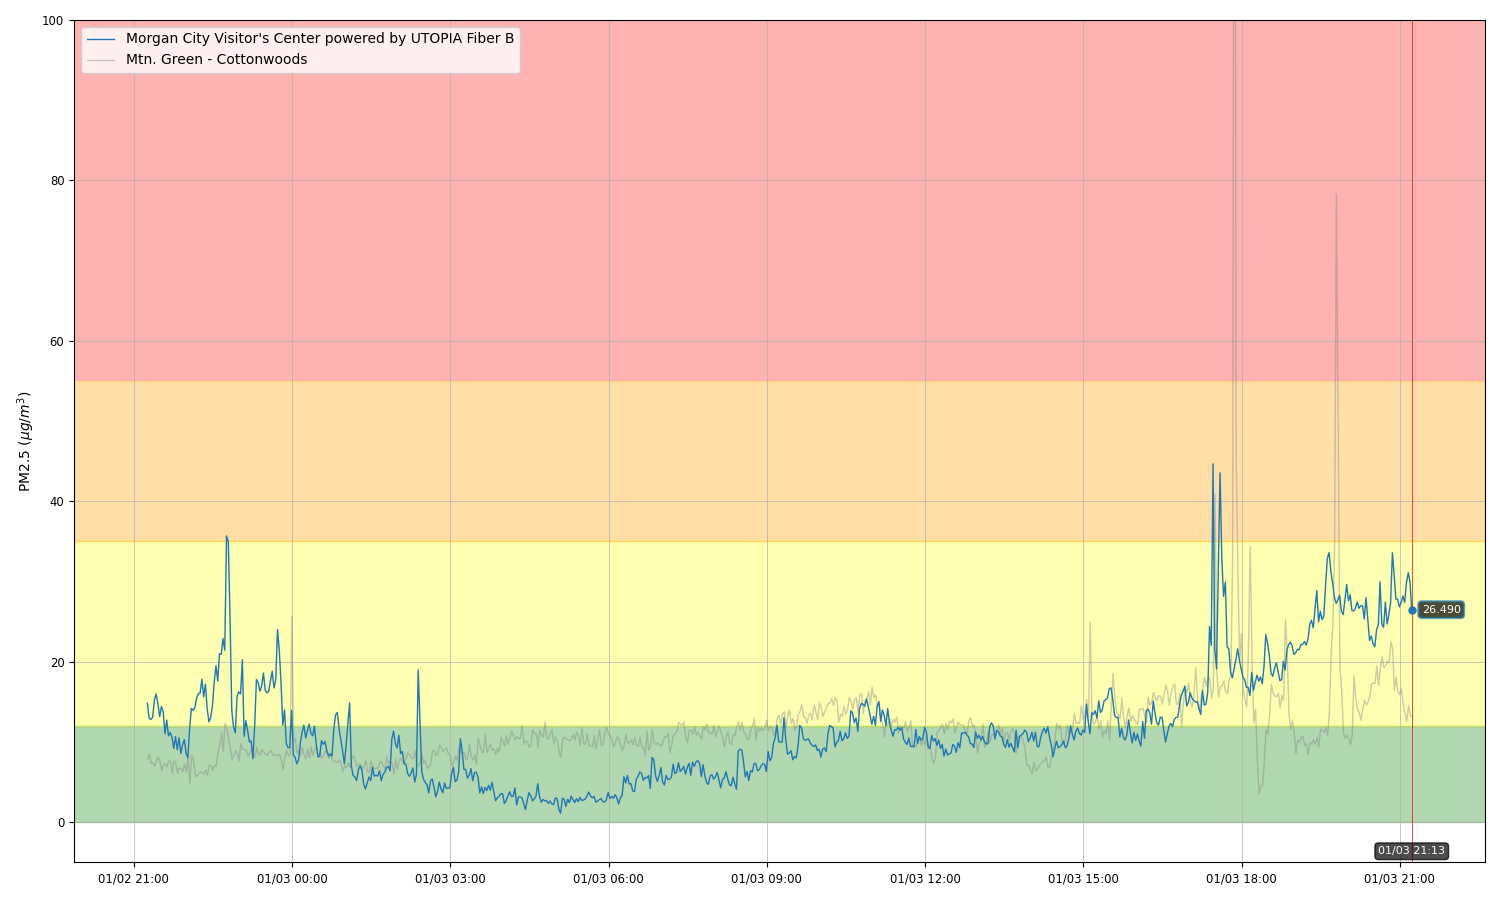 100
Morgan City Visitor's Center powered by UTOPIA Fiber B
Mtn. Green - Cottonwoods
80
60
PM2.5 (μg/m³)
40
35
26.490
20
0
01/03 21:13
01/02 21:00 01/03 00:00 01/03 03:00 01/03 06:00 01/03 09:00 01/03 12:00 01/03 15:00 01/03 18:00 01/03 21:00